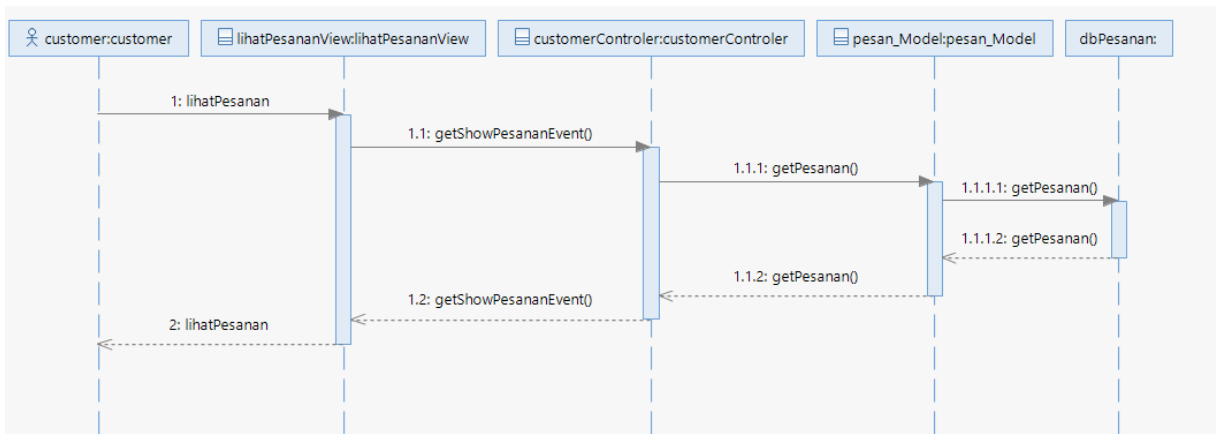 customer:customer
lihatPesananView:lihatPesananView
customerControler:customerControler
pesan_Model:pesan_Model
dbPesanan:
1: lihatPesanan
1.1: getShowPesananEvent()
1.1.1: getPesanan()
1.1.1.1: getPesanan()
1.1.1.2: getPesanan()
1.1.2: getPesanan()
1.2: getShowPesananEvent()
2: lihatPesanan